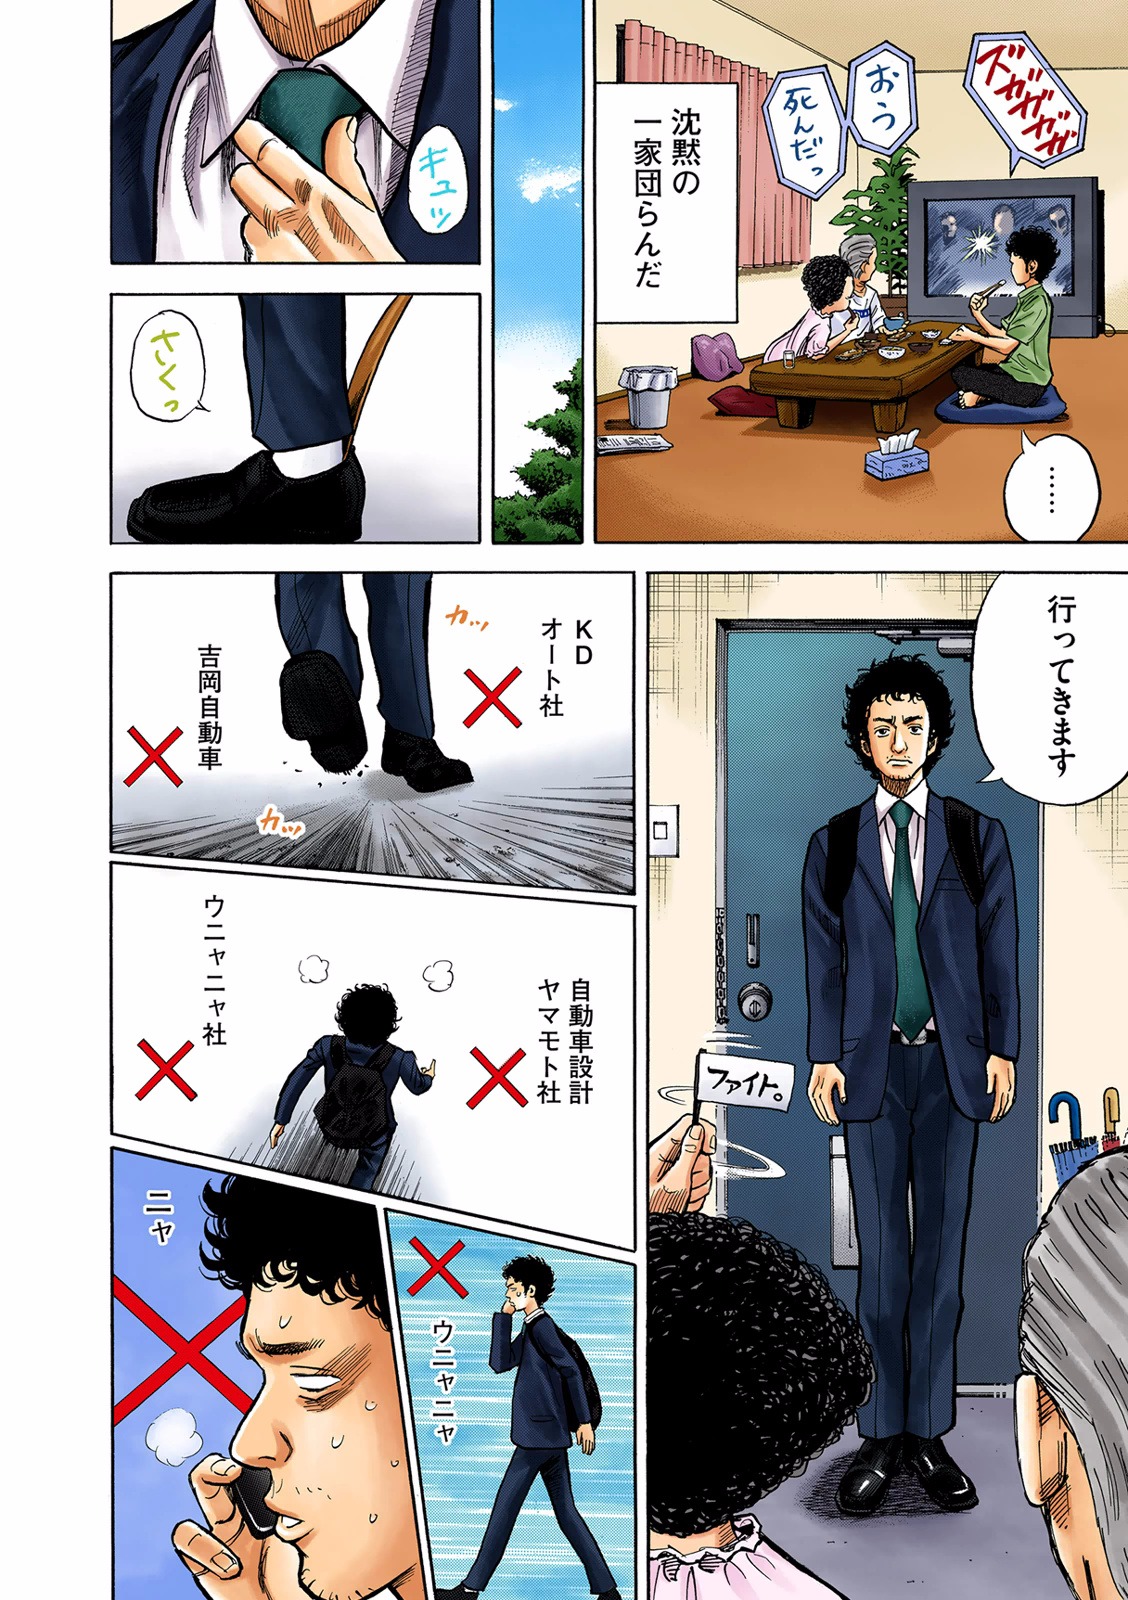 ズガガガガ
おう
死んだっ
沈黙の
一家団らんだ
……
キュッ
さくっ
行ってきます
ファイト。
KD
オート社
カッ
吉岡自動車
カッ
自動車設計
ヤマモト社
ウニャニャ社
ウニャニャ
ニャ